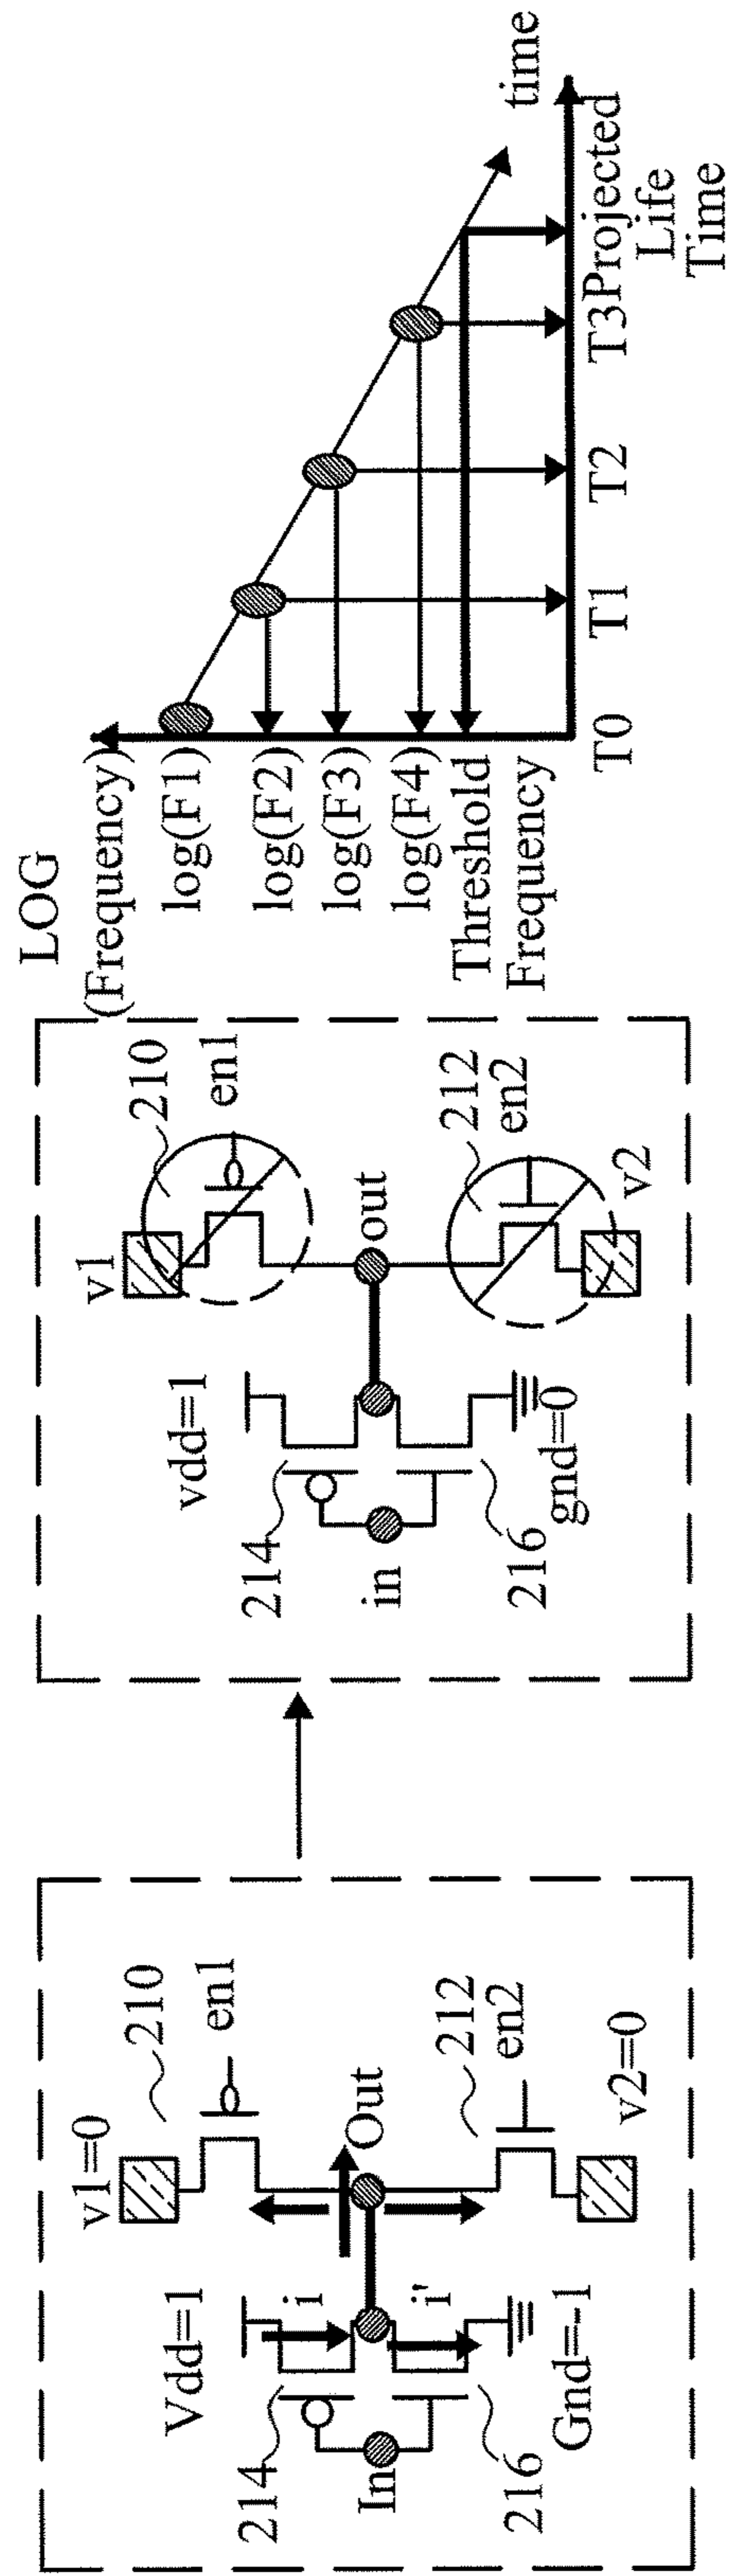 v1=0
210
en1
Vdd=1
i
Out
214
In
i'
216
Gnd=-1
212
en2
v2=0
v1
210
en1
vdd=1
214
in
out
216
gnd=0
212
en2
v2
LOG
(Frequency)
log(F1)
log(F2)
log(F3)
log(F4)
Threshold
Frequency
T0
T1
T2
T3
Projected
Life
Time
time